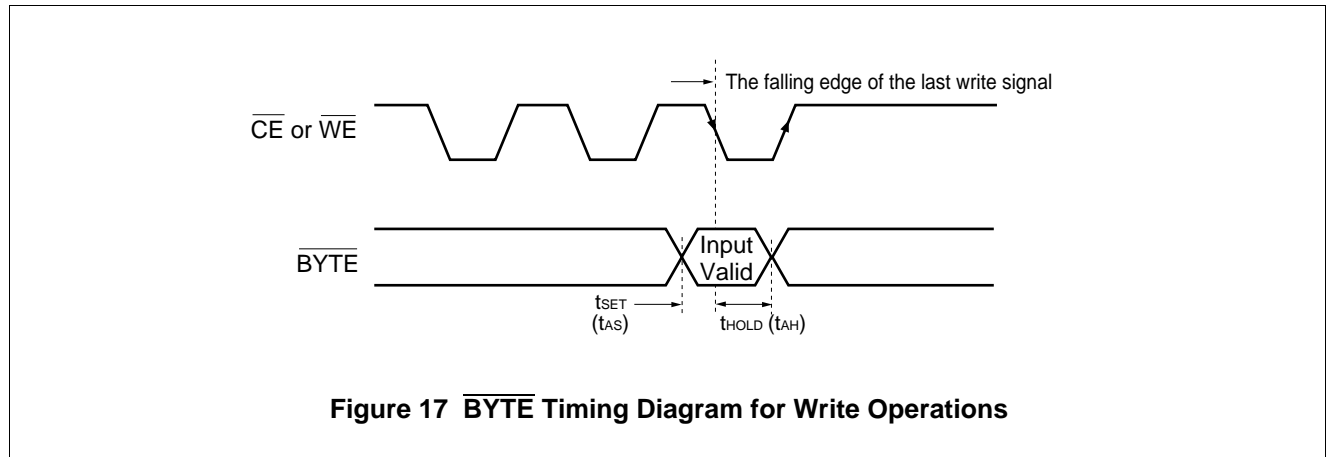 The falling edge of the last write signal
CE or WE
BYTE
Input
Valid
tSET
(tAS)
tHOLD (tAH)
Figure 17 BYTE Timing Diagram for Write Operations